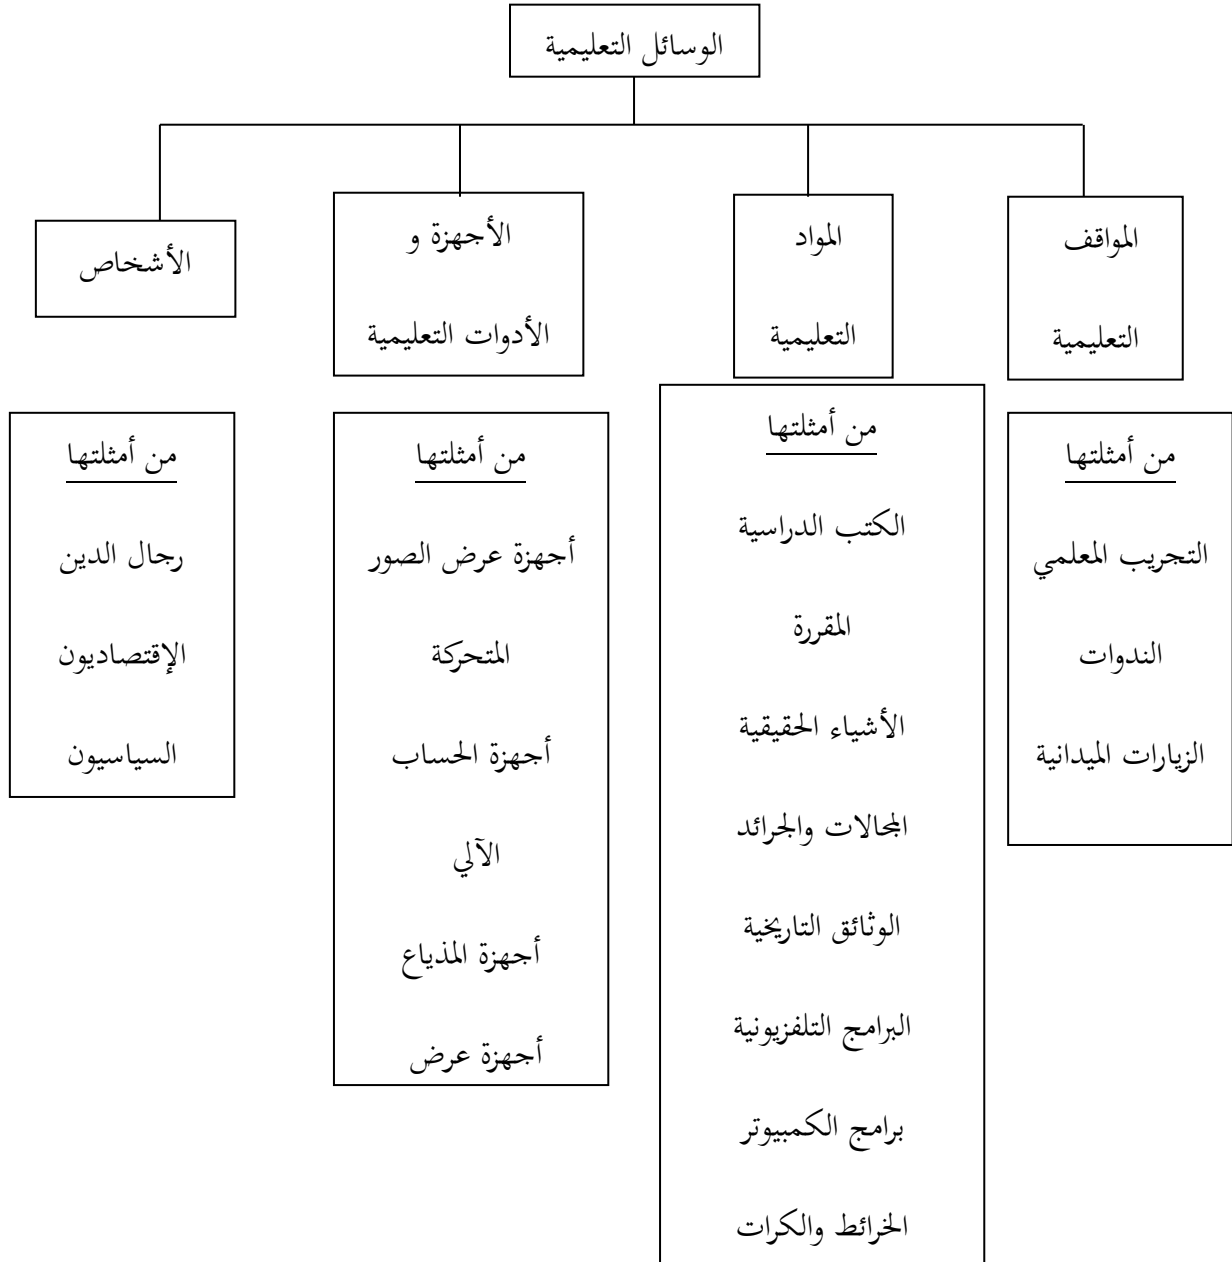 الوسائل التعليمية
المواقف
التعليمية
المواد
التعليمية
الأجهزة و
الأدوات التعليمية
الأشخاص
من أمثلتها
التجريب المعلمي
الندوات
الزيارات الميدانية
من أمثلتها
الكتب الدراسية
المقررة
الأشياء الحقيقية
المجالات والجرائد
الوثائق التاريخية
البرامج التلفزيونية
برامج الكمبيوتر
الخرائط والكرات
من أمثلتها
أجهزة عرض الصور
المتحركة
أجهزة الحساب
الآلي
أجهزة المذياع
أجهزة عرض
من أمثلتها
رجال الدين
الإقتصاديون
السياسيون